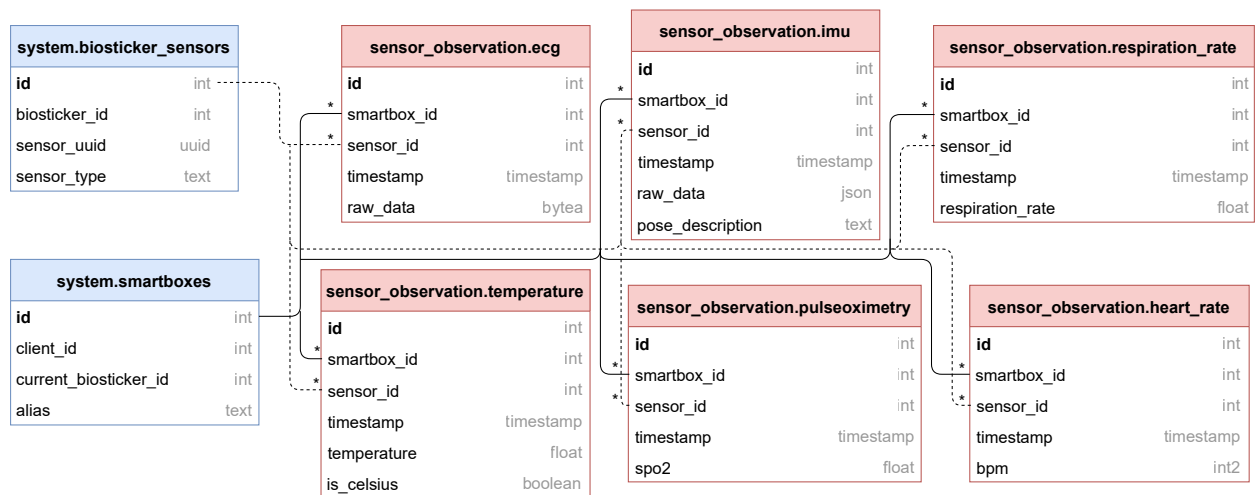 system.biosticker_sensors
id int
biosticker_id int
sensor_uuid uuid
sensor_type text
sensor_observation.ecg
id int
* smartbox_id int
* sensor_id int
timestamp timestamp
raw_data bytea
sensor_observation.imu
id int
* smartbox_id int
* sensor_id int
timestamp timestamp
raw_data json
pose_description text
sensor_observation.respiration_rate
id int
* smartbox_id int
* sensor_id int
timestamp timestamp
respiration_rate float
system.smartboxes
id int
client_id int
current_biosticker_id int
alias text
sensor_observation.temperature
id int
* smartbox_id int
* sensor_id int
timestamp timestamp
temperature float
is_celsius boolean
sensor_observation.pulseoximetry
id int
* smartbox_id int
* sensor_id int
timestamp timestamp
spo2 float
sensor_observation.heart_rate
id int
* smartbox_id int
* sensor_id int
timestamp timestamp
bpm int2